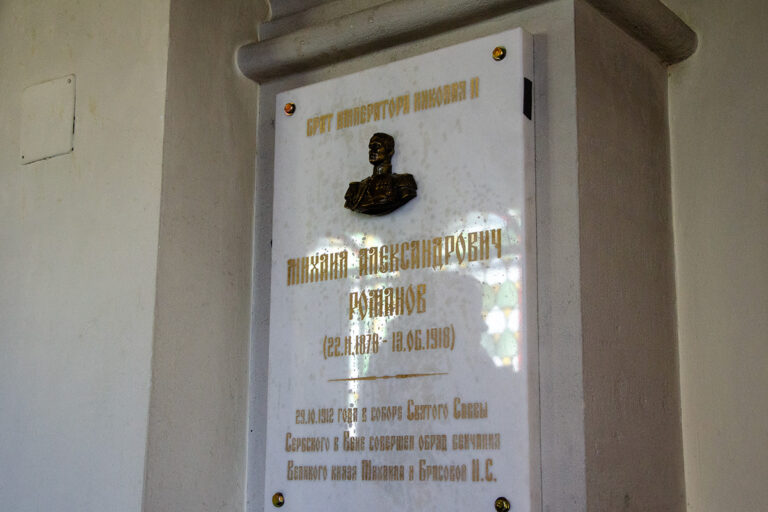 Брат Императора Николая II
Михаил Александрович
Романов
(22.11.1878 - 13.06.1918)
29.10.1912 года в соборе Святого Саввы
Сербского в Вене совершен обряд венчания
Великого князя Михаила и Брасовой Н.С.